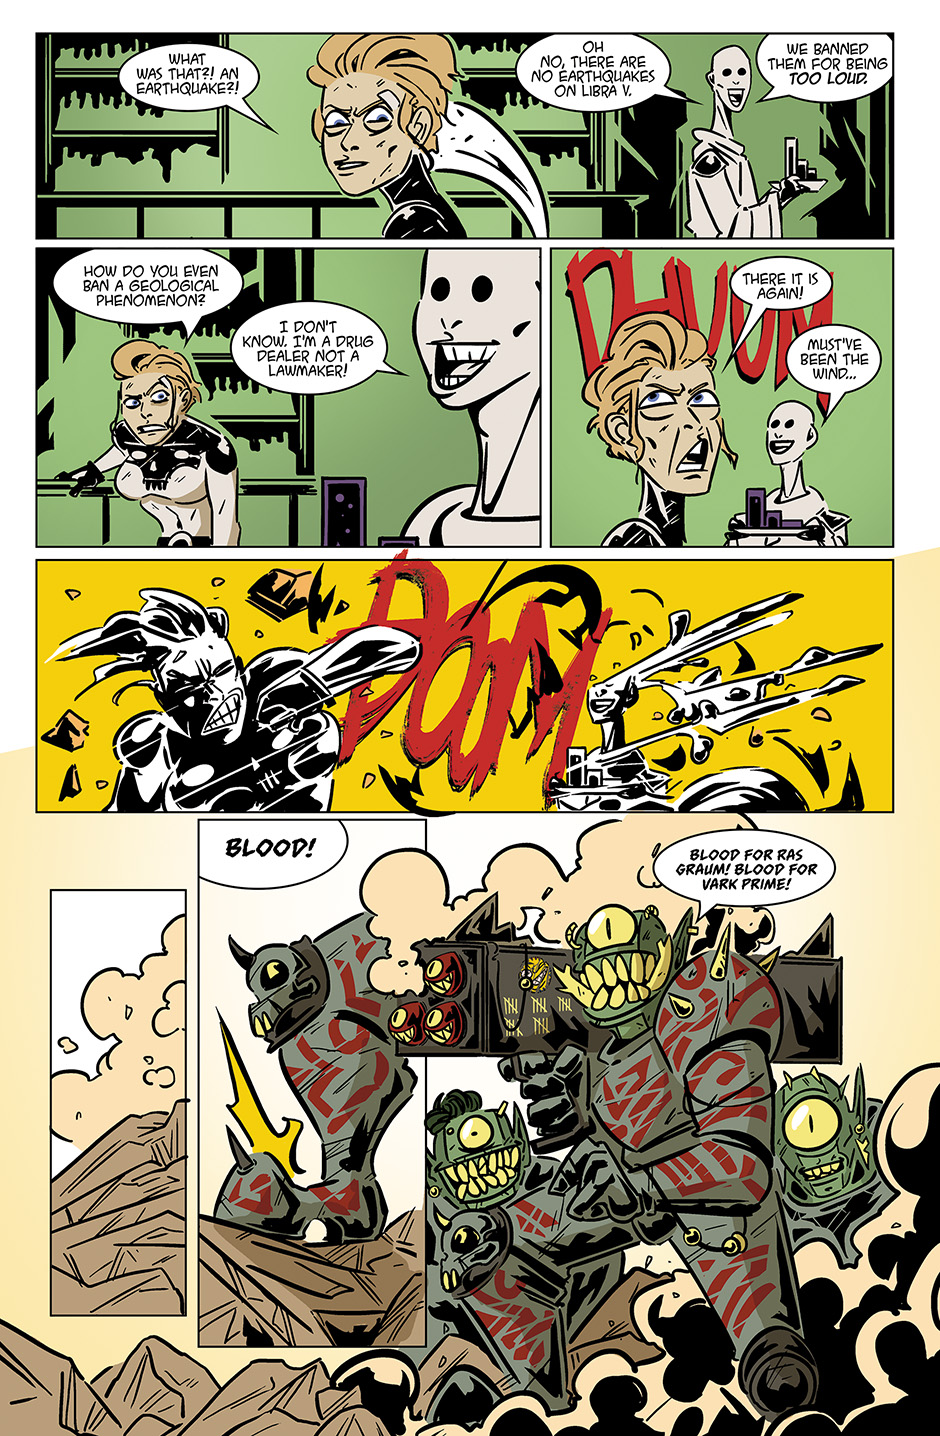 WHAT
WAS THAT?! AN
EARTHQUAKE?!
OH
NO, THERE ARE
NO EARTHQUAKES
ON LIBRA V.
WE BANNED
THEM FOR BEING
TOO LOUD.
HOW DO YOU EVEN
BAN A GEOLOGICAL
PHENOMENON?
I DON'T
KNOW. I'M A DRUG
DEALER NOT A
LAWMAKER!
DHUOM
THERE IT IS
AGAIN!
MUST'VE
BEEN THE
WIND...
DOM
BLOOD!
BLOOD FOR RAS
GRAUM! BLOOD FOR
VARK PRIME!